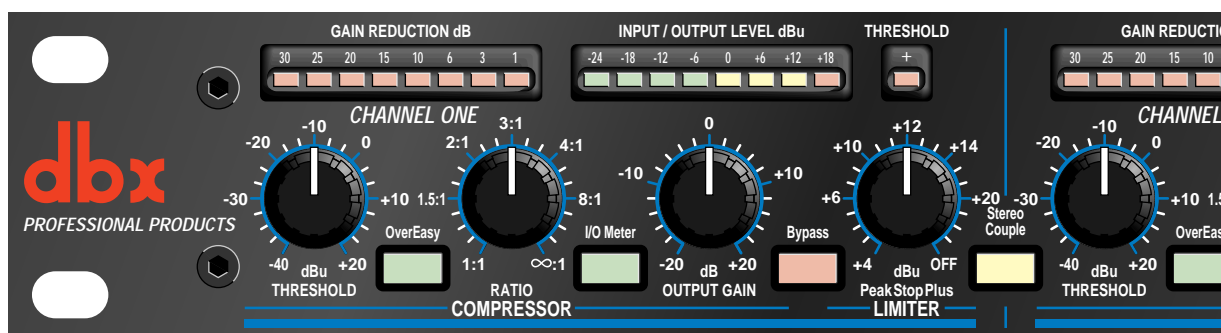 GAIN REDUCTION dB
INPUT / OUTPUT LEVEL dBu
THRESHOLD
GAIN REDUCTI
30 25 20 15 10 6 3 1
-24 -18 -12 -6 0 +6 +12 +18
+
30 25 20 15 10
CHANNEL ONE
CHANNEL
dbx
PROFESSIONAL PRODUCTS
-40 -30 -20 -10 0 +10 +20
dBu
THRESHOLD
OverEasy
1:1 1.5:1 2:1 3:1 4:1 8:1 ∞:1
RATIO
I/O Meter
-20 -10 0 +10 +20
dB
OUTPUT GAIN
Bypass
COMPRESSOR
+4 +6 +10 +12 +14 +20 OFF
dBu
PeakStopPlus
LIMITER
Stereo
Couple
-40 -30 -20 -10 0 +10 +20
dBu
THRESHOLD
OverEas
1.5